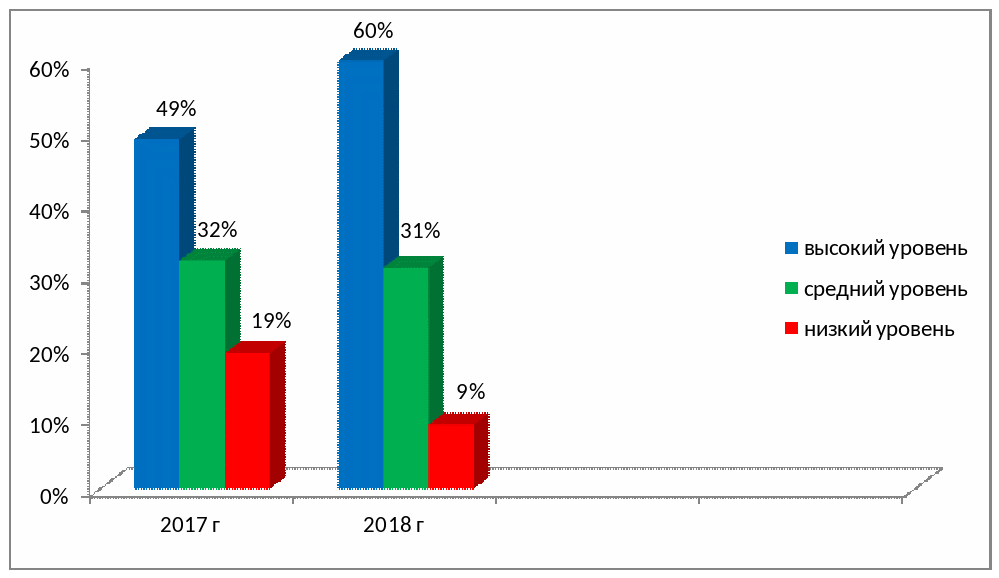 60%
60%
49%
50%
40%
32%
31%
высокий уровень
30%
средний уровень
19%
низкий уровень
20%
9%
10%
0%
2017 г
2018 г